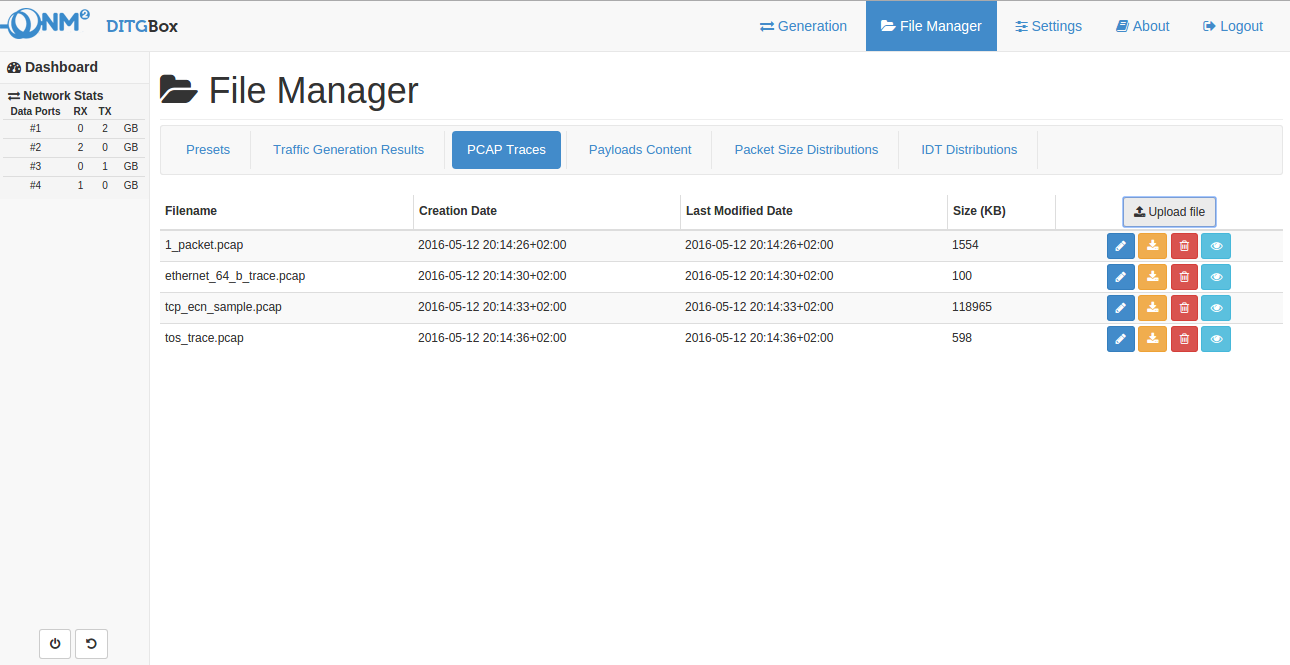 ONM2 DITGBox Generation File Manager Settings About Logout
Dashboard
Network Stats
Data Ports RX TX
#1 0 2 GB
#2 2 0 GB
#3 0 1 GB
#4 1 0 GB
File Manager
Presets Traffic Generation Results PCAP Traces Payloads Content Packet Size Distributions IDT Distributions
Filename Creation Date Last Modified Date Size (KB) Upload file
1_packet.pcap 2016-05-12 20:14:26+02:00 2016-05-12 20:14:26+02:00 1554
ethernet_64_b_trace.pcap 2016-05-12 20:14:30+02:00 2016-05-12 20:14:30+02:00 100
tcp_ecn_sample.pcap 2016-05-12 20:14:33+02:00 2016-05-12 20:14:33+02:00 118965
tos_trace.pcap 2016-05-12 20:14:36+02:00 2016-05-12 20:14:36+02:00 598